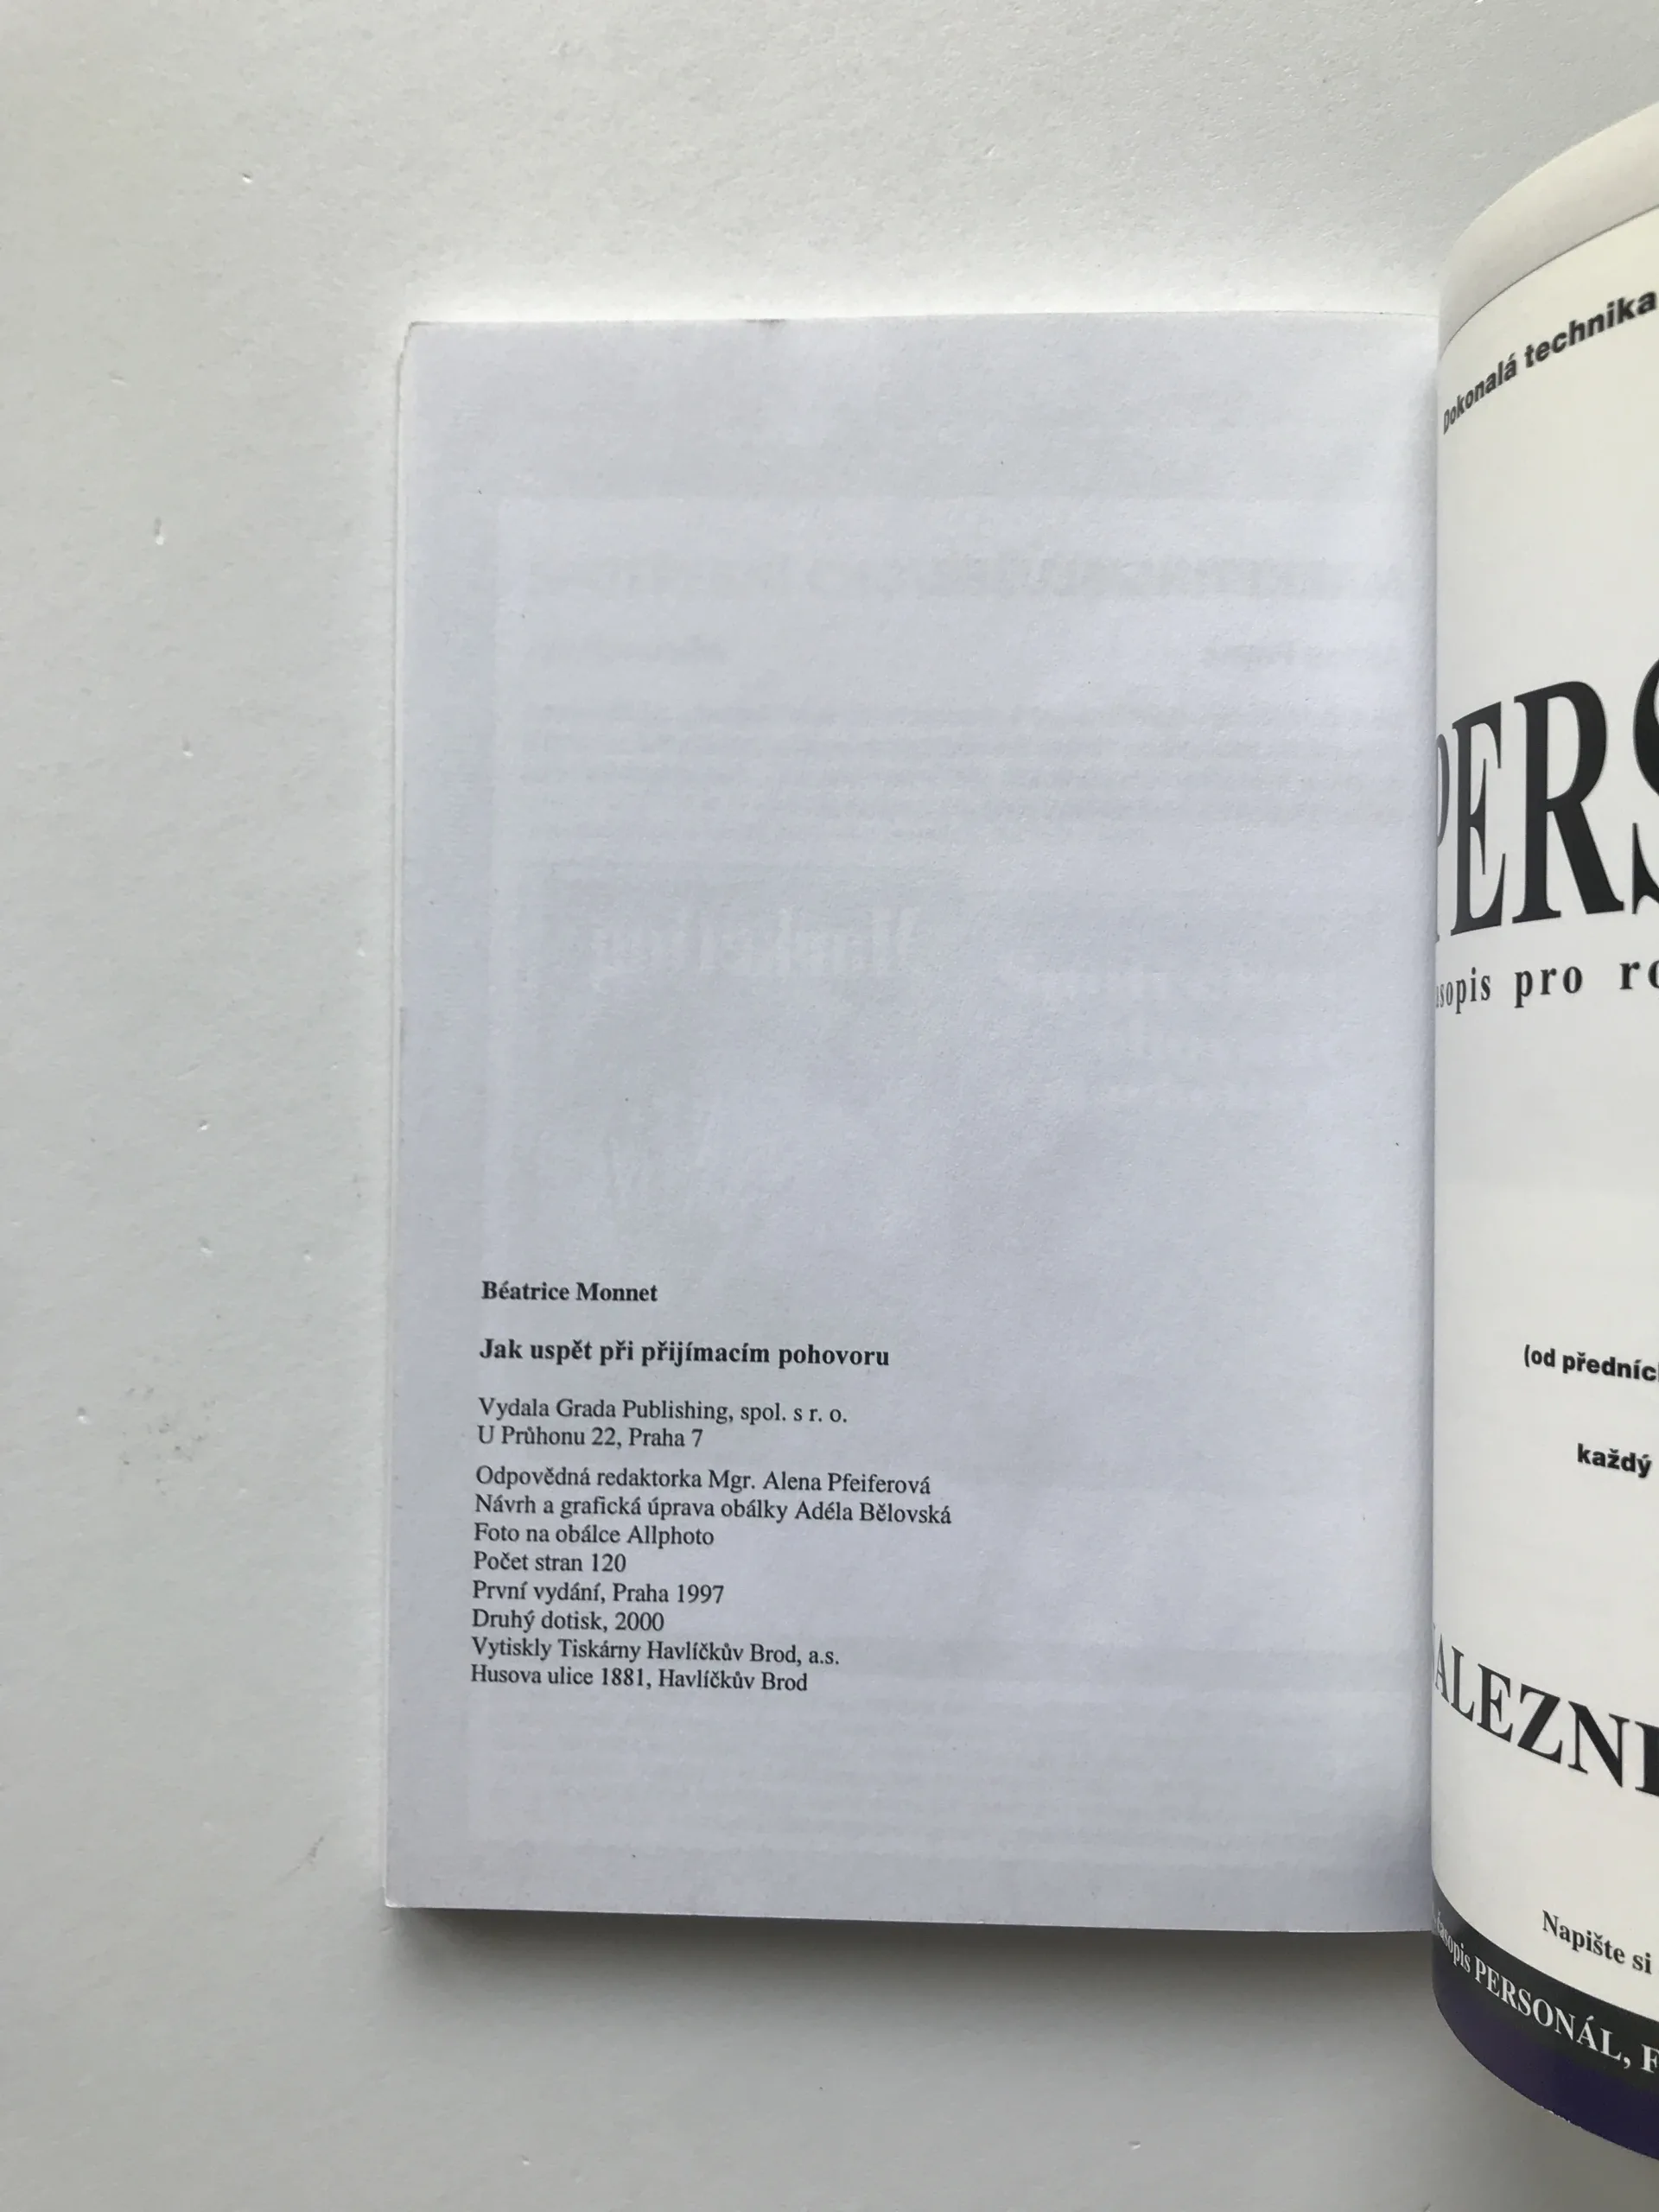 Béatrice Monnet
Jak uspět při přijímacím pohovoru
Vydala Grada Publishing, spol. s r. o.
U Průhonu 22, Praha 7
Odpovědná redaktorka Mgr. Alena Pfeiferová
Návrh a grafická úprava obálky Adéla Bělovská
Foto na obálce Allphoto
Počet stran 120
První vydání, Praha 1997
Druhý dotisk, 2000
Vytiskly Tiskárny Havlíčkův Brod, a.s.
Husova ulice 1881, Havlíčkův Brod
Dokonalá technika
PERS
asopis pro ro
(od předníc
každý
ALEZN
Napište si
časopis PERSONÁL, F